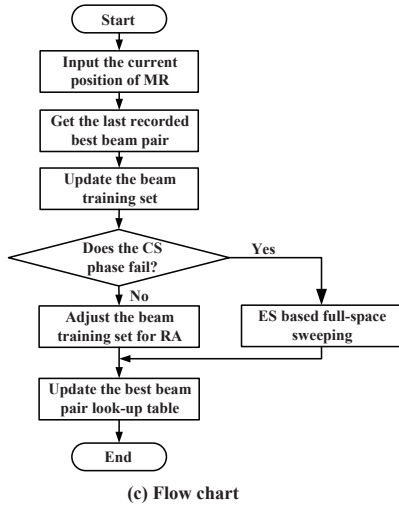 Start
Input the current
position of MR
Get the last recorded
best beam pair
Update the beam
training set
Does the CS
phase fail?
Yes
No
Adjust the beam
training set for RA
ES based full-space
sweeping
Update the best beam
pair look-up table
End
(c) Flow chart